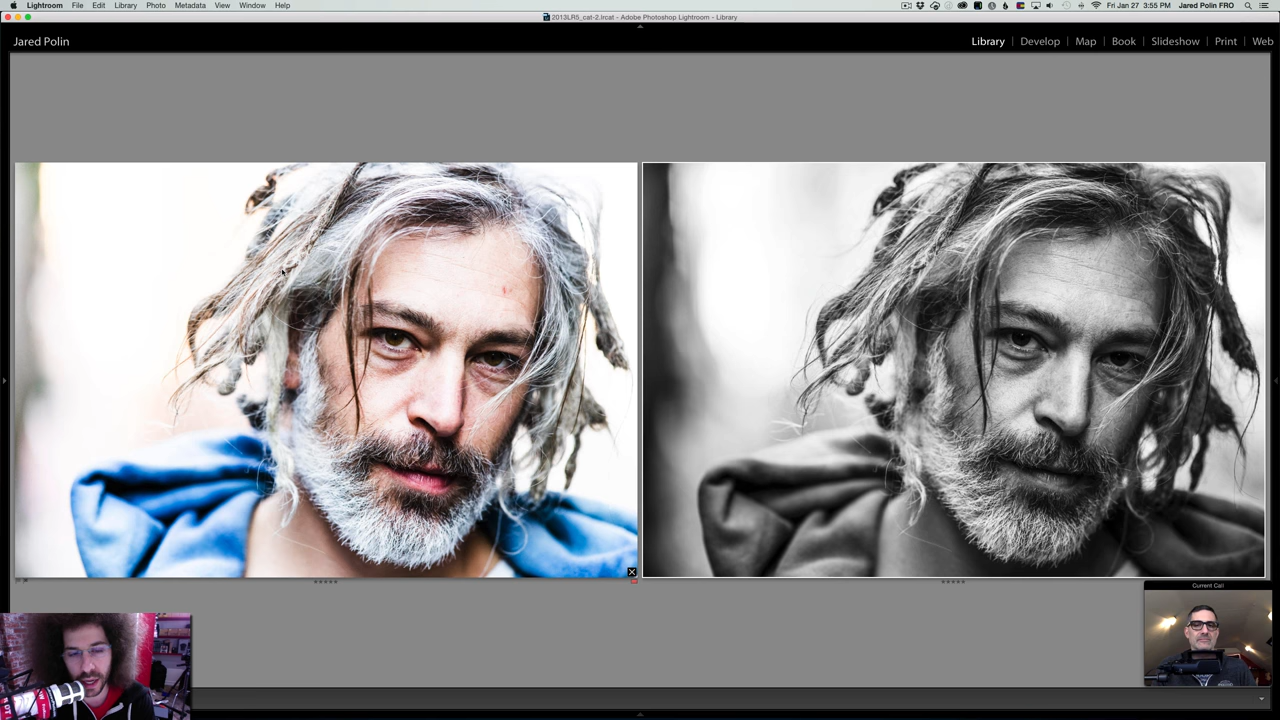 Lightroom File Edit Library Photo Metadata View Window Help Fri Jan 27 3:55 PM Jared Polin FRO
2013LR5_cat-2.lrcat - Adobe Photoshop Lightroom - Library
Jared Polin Library Develop Map Book Slideshow Print Web
Current Call